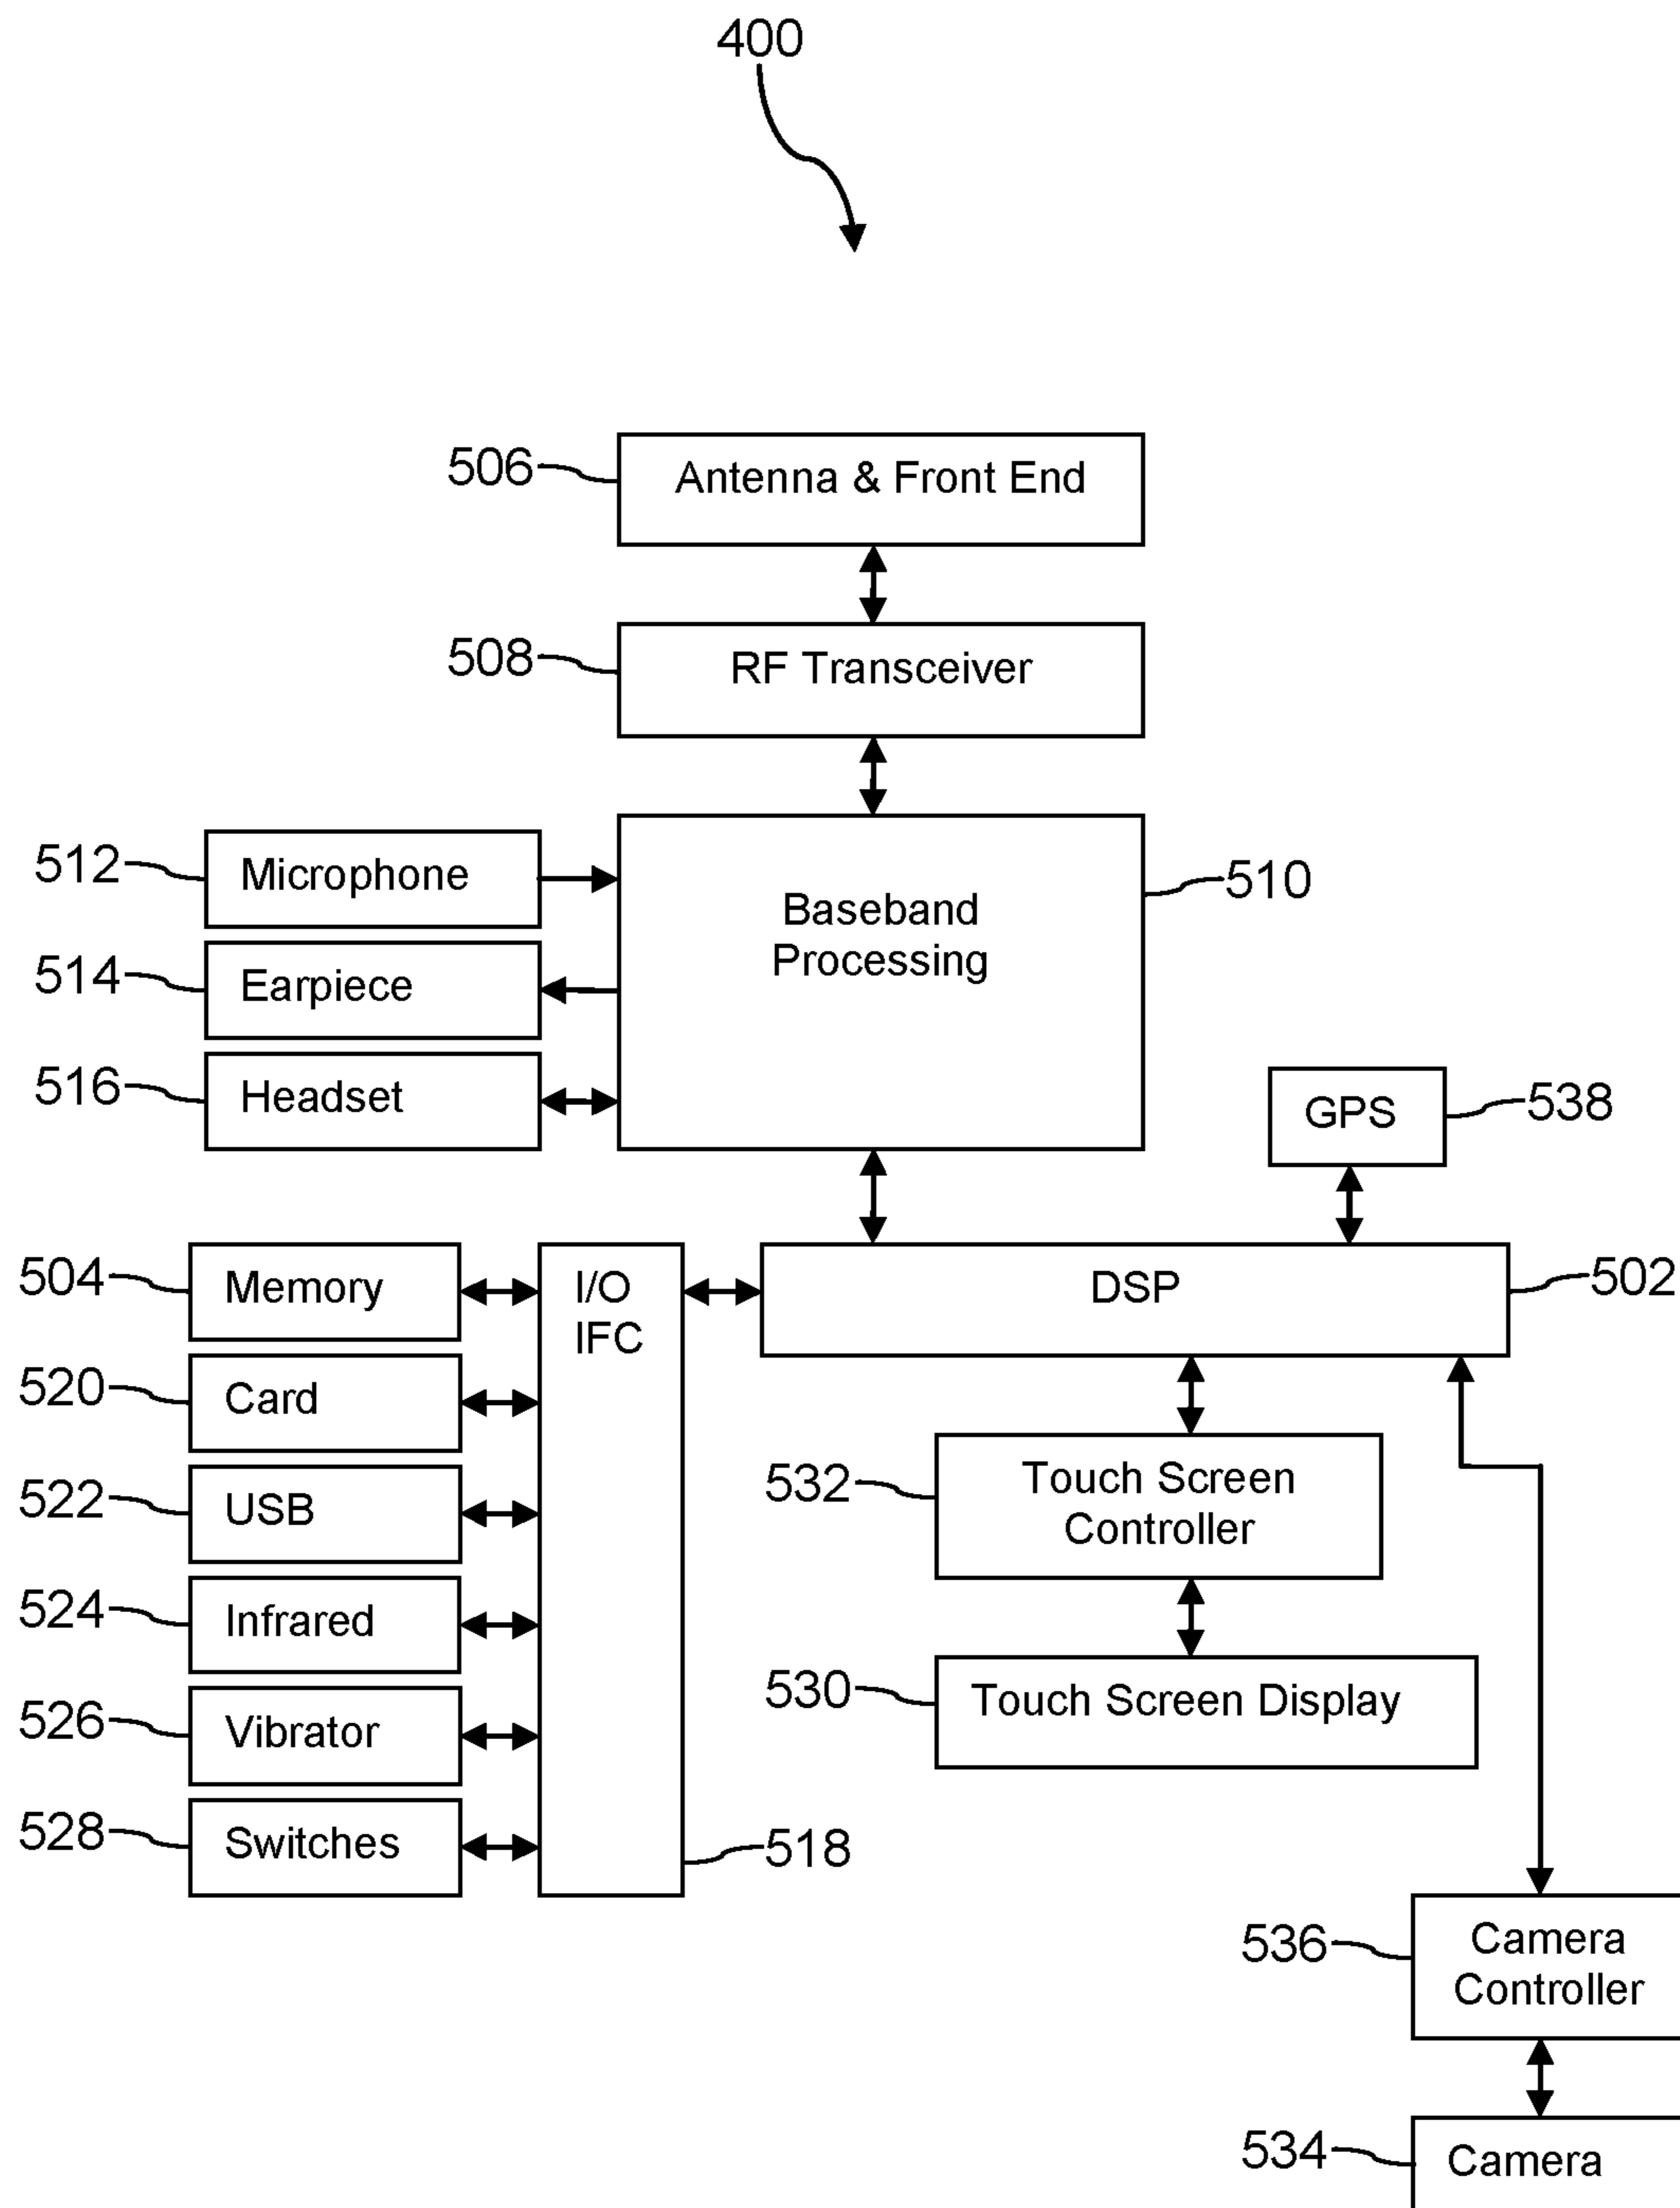 400
506
Antenna & Front End
508
RF Transceiver
512
Microphone
Baseband
Processing
510
514
Earpiece
516
Headset
GPS
538
504
Memory
I/O
IFC
DSP
502
520
Card
522
USB
532
Touch Screen
Controller
524
Infrared
530
Touch Screen Display
526
Vibrator
528
Switches
518
536
Camera
Controller
534
Camera